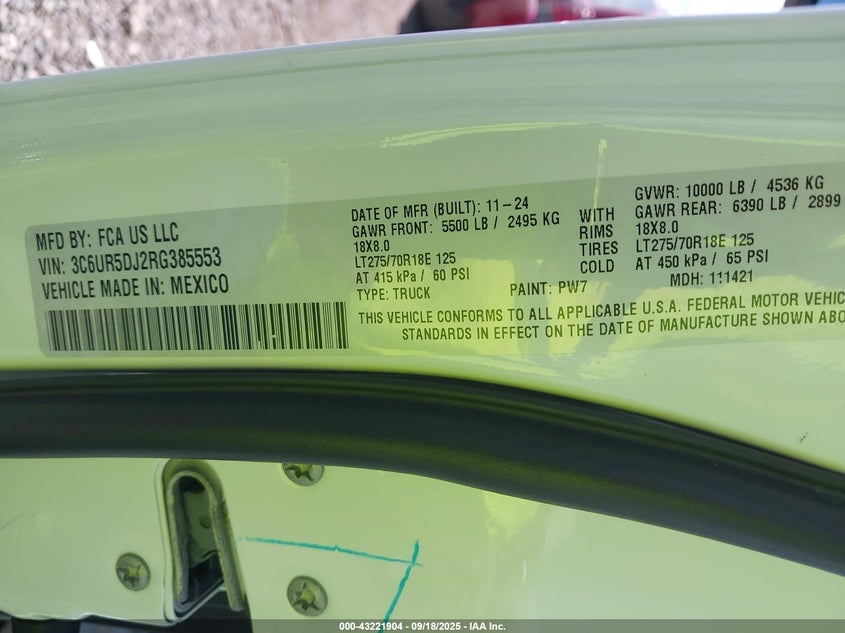 MFD BY: FCA US LLC
VIN: 3C6UR5DJ2RG385553
VEHICLE MADE IN: MEXICO
DATE OF MFR (BUILT): 11-24
GAWR FRONT: 5500 LB / 2495 KG
18X8.0
LT275/70R18E 125
AT 415 kPa / 60 PSI
TYPE: TRUCK
PAINT: PW7
WITH
RIMS
TIRES
COLD
GVWR: 10000 LB / 4536 KG
GAWR REAR: 6390 LB / 2899
18X8.0
LT275/70R18E 125
AT 450 kPa / 65 PSI
MDH: 111421
THIS VEHICLE CONFORMS TO ALL APPLICABLE U.S.A. FEDERAL MOTOR VEHIC
STANDARDS IN EFFECT ON THE DATE OF MANUFACTURE SHOWN ABO
000-43221904 - 09/18/2025 - IAA Inc.